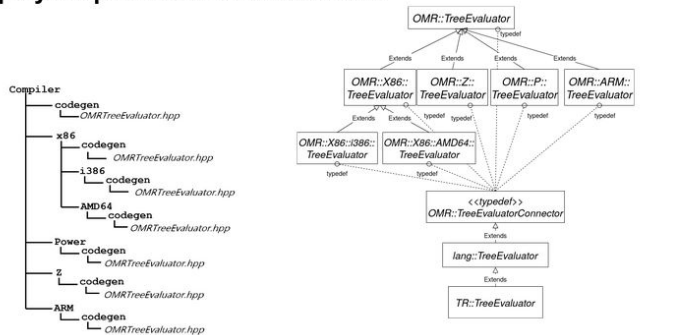 Compiler
codegen
OMRTreeEvaluator.hpp
x86
codegen
OMRTreeEvaluator.hpp
i386
codegen
OMRTreeEvaluator.hpp
AMD64
codegen
OMRTreeEvaluator.hpp
Power
codegen
OMRTreeEvaluator.hpp
Z
codegen
OMRTreeEvaluator.hpp
ARM
codegen
OMRTreeEvaluator.hpp
OMR::TreeEvaluator
typedef
Extends
Extends
Extends
Extends
OMR::X86::
TreeEvaluator
OMR::Z::
TreeEvaluator
OMR::P::
TreeEvaluator
OMR::ARM::
TreeEvaluator
Extends
Extends
typedef
typedef
typedef
typedef
OMR::X86::i386::
TreeEvaluator
OMR::X86::AMD64::
TreeEvaluator
typedef
typedef
<<typedef>>
OMR::TreeEvaluatorConnector
Extends
lang::TreeEvaluator
Extends
TR::TreeEvaluator